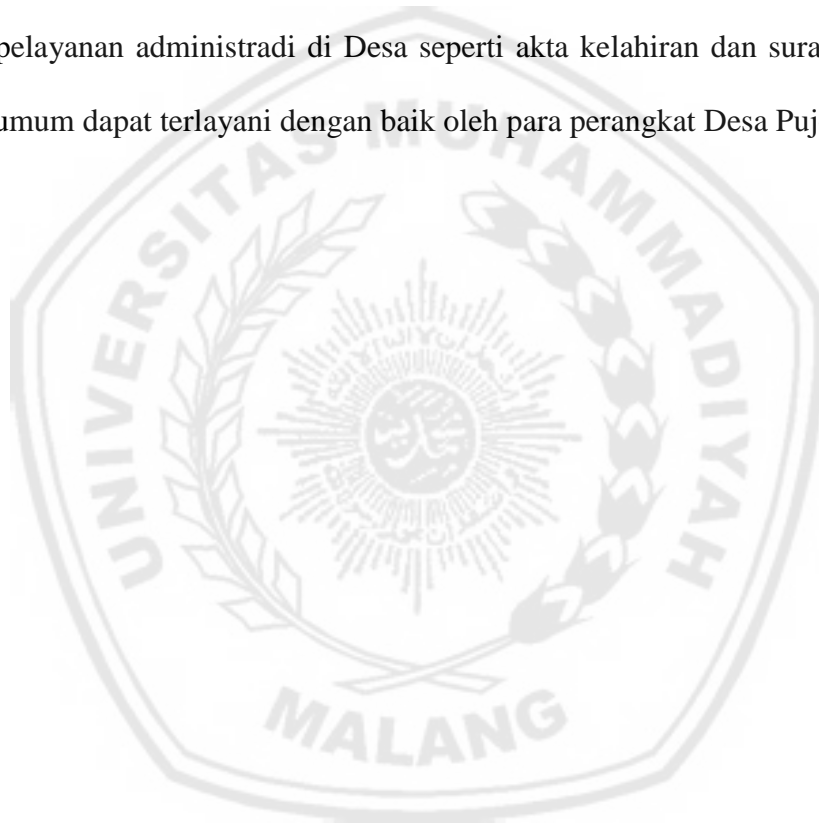 pelayanan administradi di Desa seperti akta kelahiran dan sura
umum dapat terlayani dengan baik oleh para perangkat Desa Puj
UNIVERSITAS MUHAMMADIYAH
MALANG